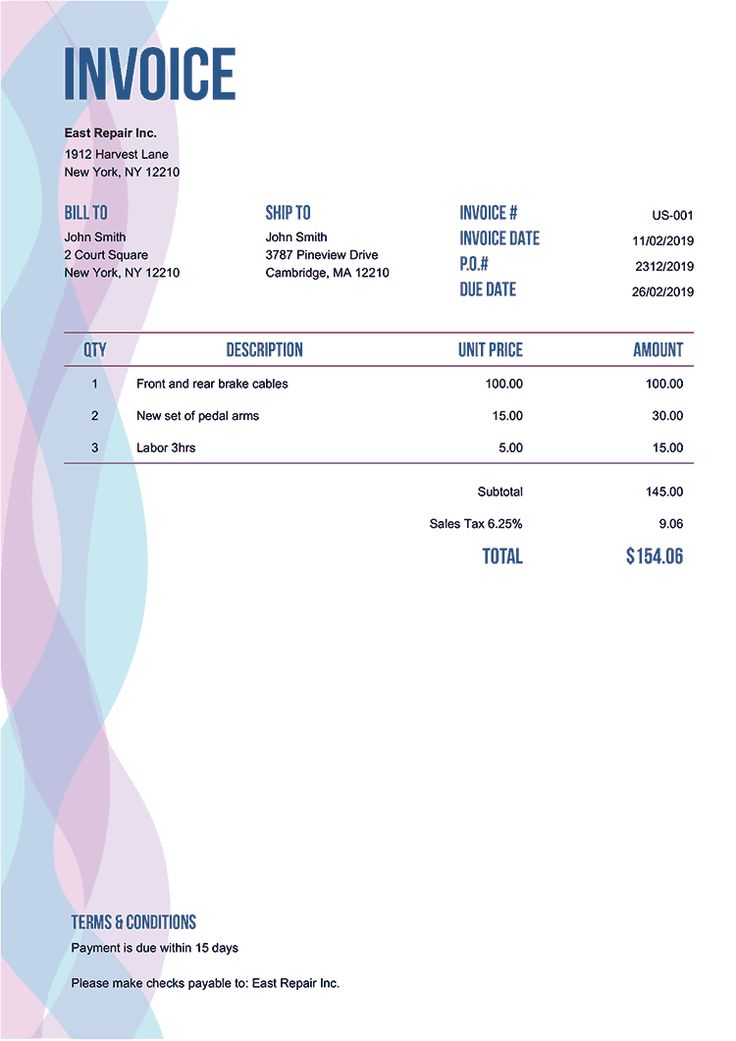 INVOICE
East Repair Inc.
1912 Harvest Lane
New York, NY 12210
BILL TO
John Smith
2 Court Square
New York, NY 12210
SHIP TO
John Smith
3787 Pineview Drive
Cambridge, MA 12210
INVOICE # US-001
INVOICE DATE 11/02/2019
P.O.# 2312/2019
DUE DATE 26/02/2019
QTY DESCRIPTION UNIT PRICE AMOUNT
1 Front and rear brake cables 100.00 100.00
2 New set of pedal arms 15.00 30.00
3 Labor 3hrs 5.00 15.00
Subtotal 145.00
Sales Tax 6.25% 9.06
TOTAL $154.06
TERMS & CONDITIONS
Payment is due within 15 days
Please make checks payable to: East Repair Inc.